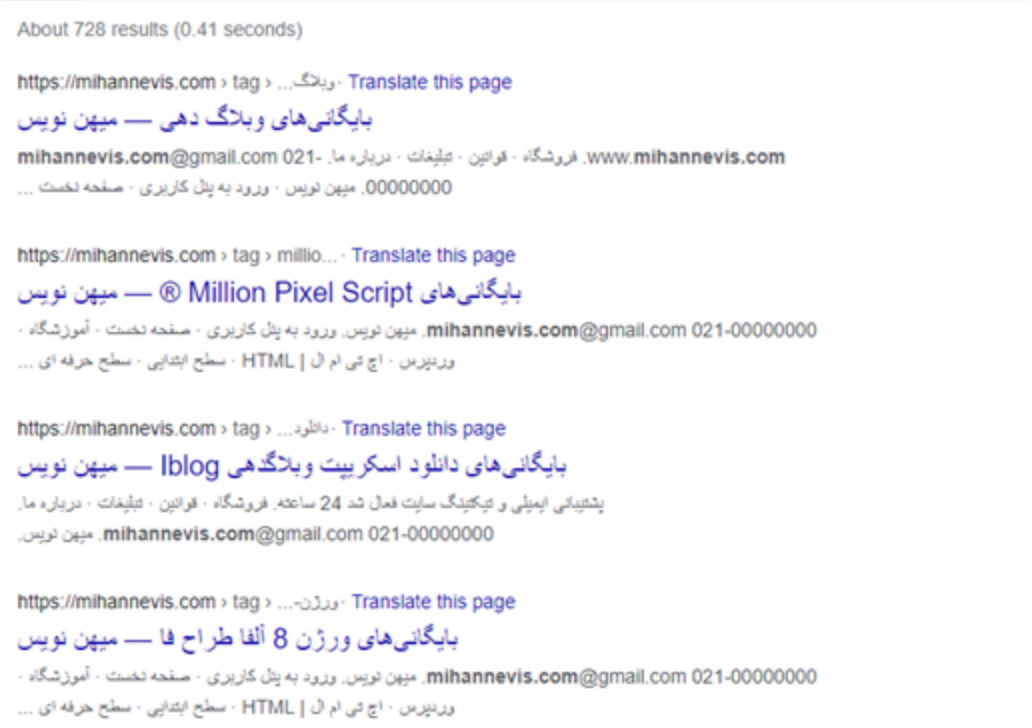 About 728 results (0.41 seconds)
https://mihannevis.com › tag › ...وبلاگ · Translate this page
بایگانی‌های وبلاگ دهی — میهن نویس
mihannevis.com@gmail.com 021- .فروشگاه · قوانین · تبلیغات · درباره ما .www.mihannevis.com
... میهن نویس · ورود به پنل کاربری · صفحه نخست .00000000
https://mihannevis.com › tag › millio... · Translate this page
بایگانی‌های Million Pixel Script ® — میهن نویس
· میهن نویس. ورود به پنل کاربری · صفحه نخست · آموزشگاه .mihannevis.com@gmail.com 021-00000000
وردپرس · اچ تی ام ال | HTML · سطح ابتدایی · سطح حرفه ای ...
https://mihannevis.com › tag › ...دانلود · Translate this page
بایگانی‌های دانلود اسکریپت وبلاگدهی Iblog — میهن نویس
پشتیبانی ایمیلی و تیکتینگ سایت فعال شد 24 ساعته. فروشگاه · قوانین · تبلیغات · درباره ما.
میهن نویس. .mihannevis.com@gmail.com 021-00000000
https://mihannevis.com › tag › ...-ورژن · Translate this page
بایگانی‌های ورژن 8 آلفا طراح فا — میهن نویس
· میهن نویس. ورود به پنل کاربری · صفحه نخست · آموزشگاه .mihannevis.com@gmail.com 021-00000000
وردپرس · اچ تی ام ال | HTML · سطح ابتدایی · سطح حرفه ای ...